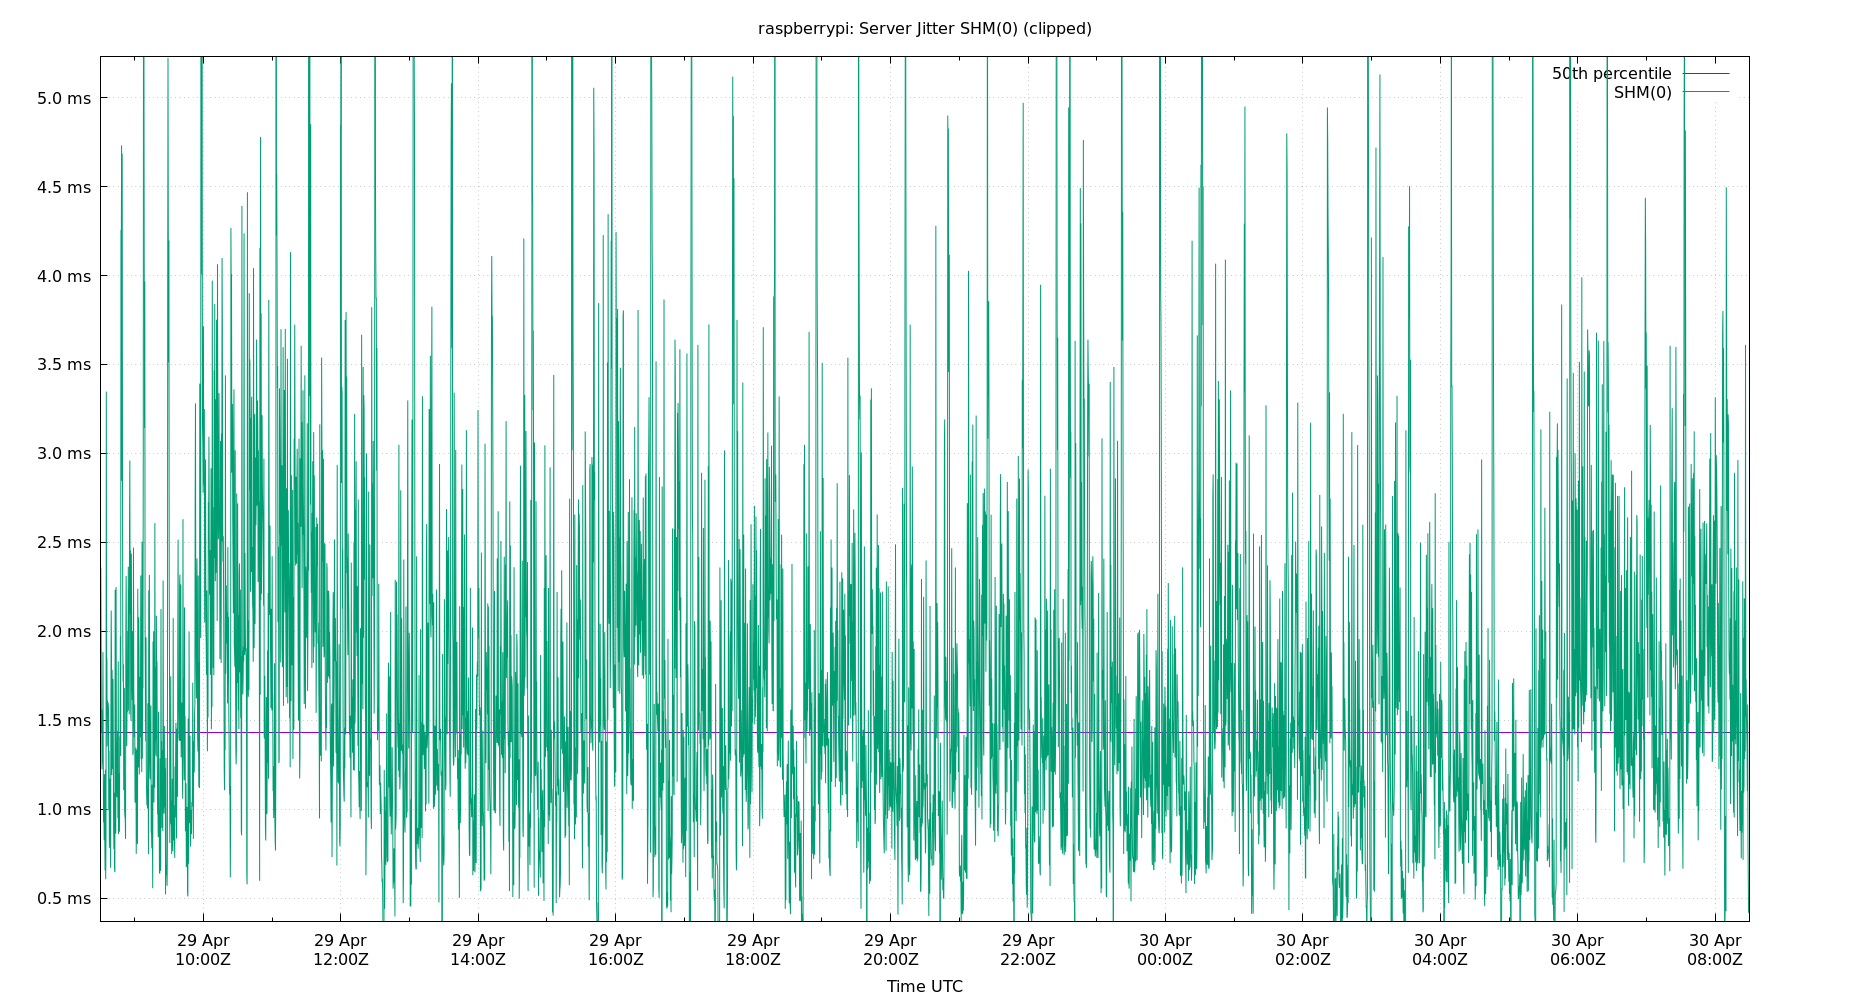 raspberrypi: Server Jitter SHM(0) (clipped)
50th percentile
SHM(0)
5.0 ms
4.5 ms
4.0 ms
3.5 ms
3.0 ms
2.5 ms
2.0 ms
1.5 ms
1.0 ms
0.5 ms
29 Apr 29 Apr 29 Apr 29 Apr 29 Apr 29 Apr 29 Apr 30 Apr 30 Apr 30 Apr 30 Apr 30 Apr
10:00Z 12:00Z 14:00Z 16:00Z 18:00Z 20:00Z 22:00Z 00:00Z 02:00Z 04:00Z 06:00Z 08:00Z
Time UTC